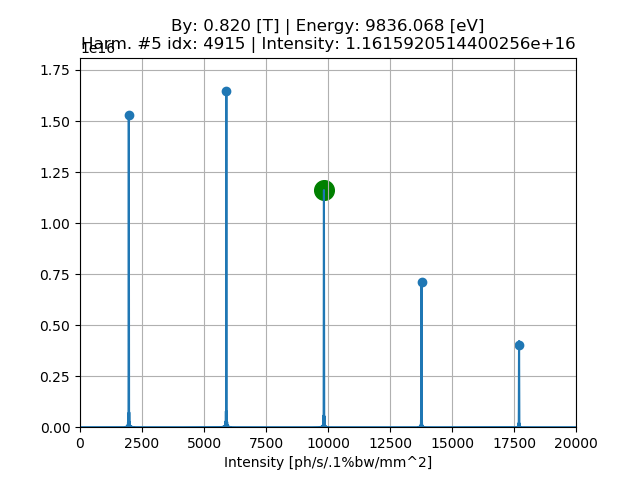 By: 0.820 [T] | Energy: 9836.068 [eV]
Harm. #5 idx: 4915 | Intensity: 1.1615920514400256e+16
1e16
1.75
1.50
1.25
1.00
0.75
0.50
0.25
0.00
0 2500 5000 7500 10000 12500 15000 17500 20000
Intensity [ph/s/.1%bw/mm^2]